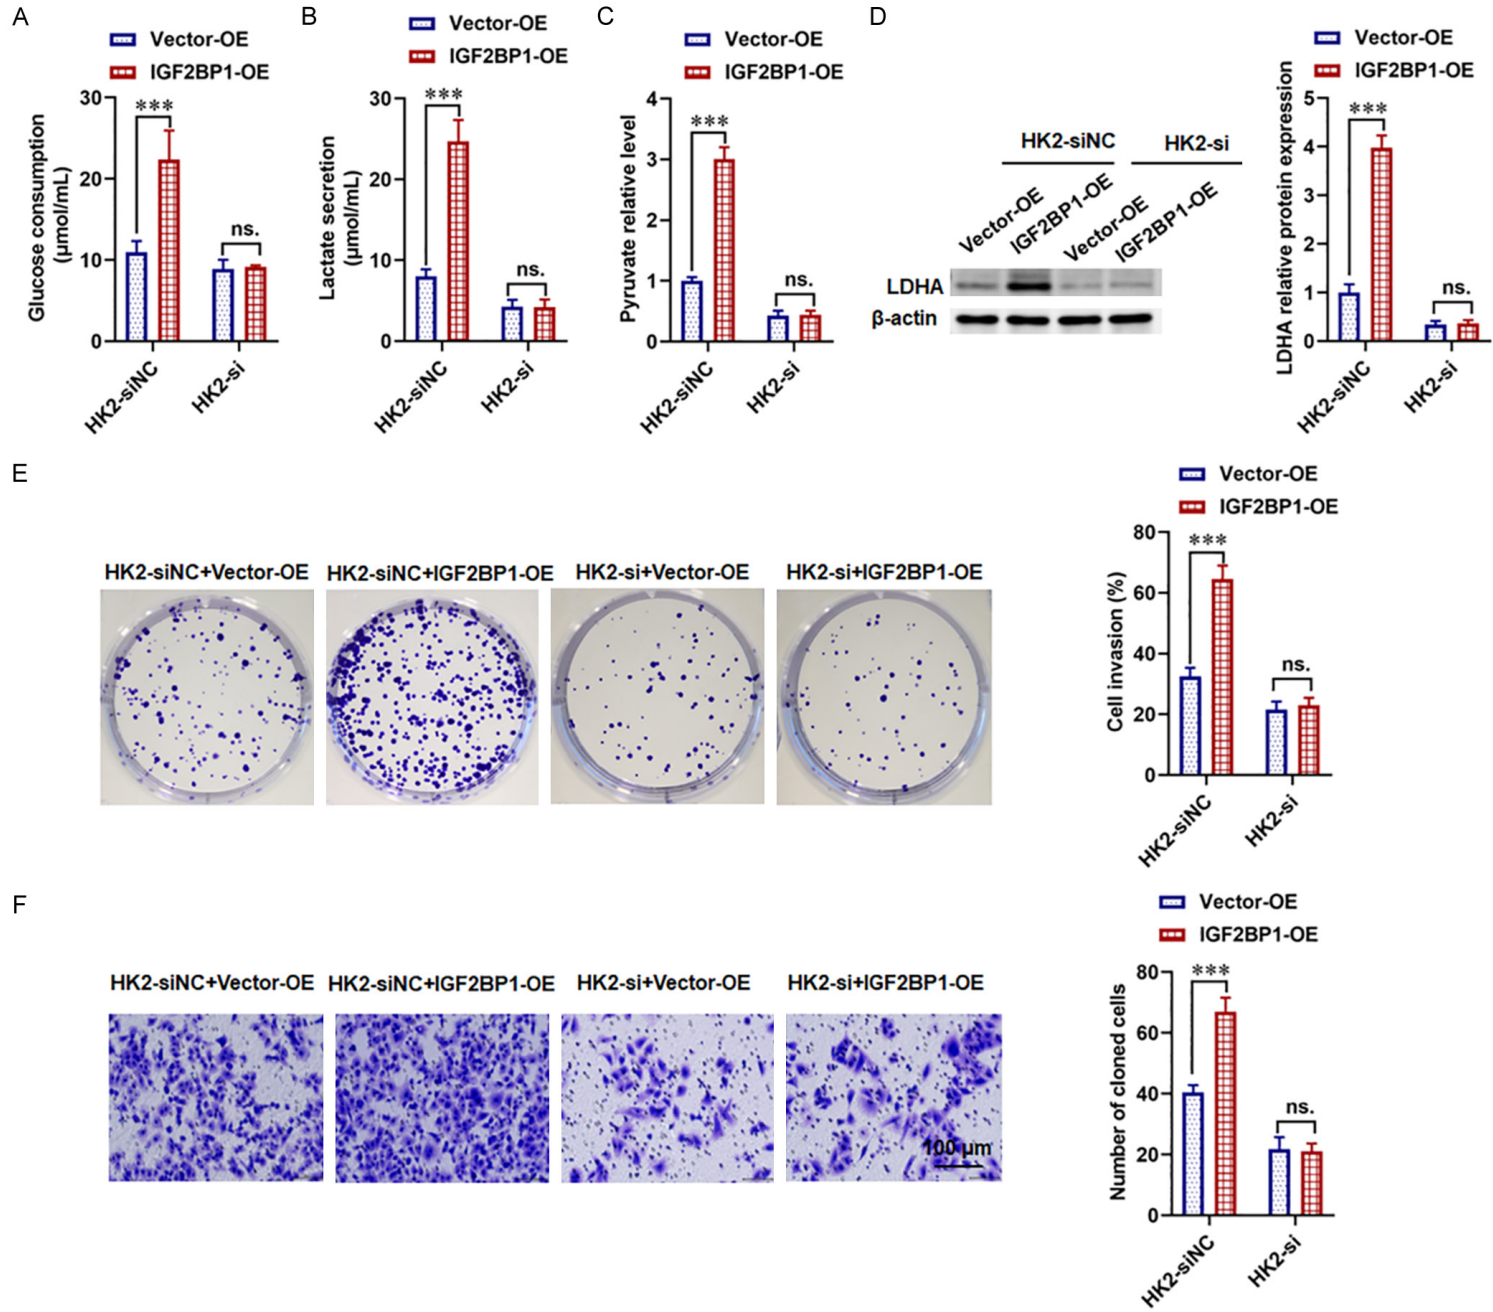 A
Vector-OE
IGF2BP1-OE
Glucose consumption
(μmol/mL)
30
20
10
0
***
ns.
HK2-siNC
HK2-si
B
Vector-OE
IGF2BP1-OE
Lactate secretion
(μmol/mL)
30
20
10
0
***
ns.
HK2-siNC
HK2-si
C
Vector-OE
IGF2BP1-OE
Pyruvate relative level
4
3
2
1
0
***
ns.
HK2-siNC
HK2-si
D
HK2-siNC
HK2-si
Vector-OE
IGF2BP1-OE
Vector-OE
IGF2BP1-OE
LDHA
β-actin
Vector-OE
IGF2BP1-OE
LDHA relative protein expression
5
4
3
2
1
0
***
ns.
HK2-siNC
HK2-si
E
HK2-siNC+Vector-OE
HK2-siNC+IGF2BP1-OE
HK2-si+Vector-OE
HK2-si+IGF2BP1-OE
Vector-OE
IGF2BP1-OE
Cell invasion (%)
80
60
40
20
0
***
ns.
HK2-siNC
HK2-si
F
HK2-siNC+Vector-OE
HK2-siNC+IGF2BP1-OE
HK2-si+Vector-OE
HK2-si+IGF2BP1-OE
100 μm
Vector-OE
IGF2BP1-OE
Number of cloned cells
80
60
40
20
0
***
ns.
HK2-siNC
HK2-si